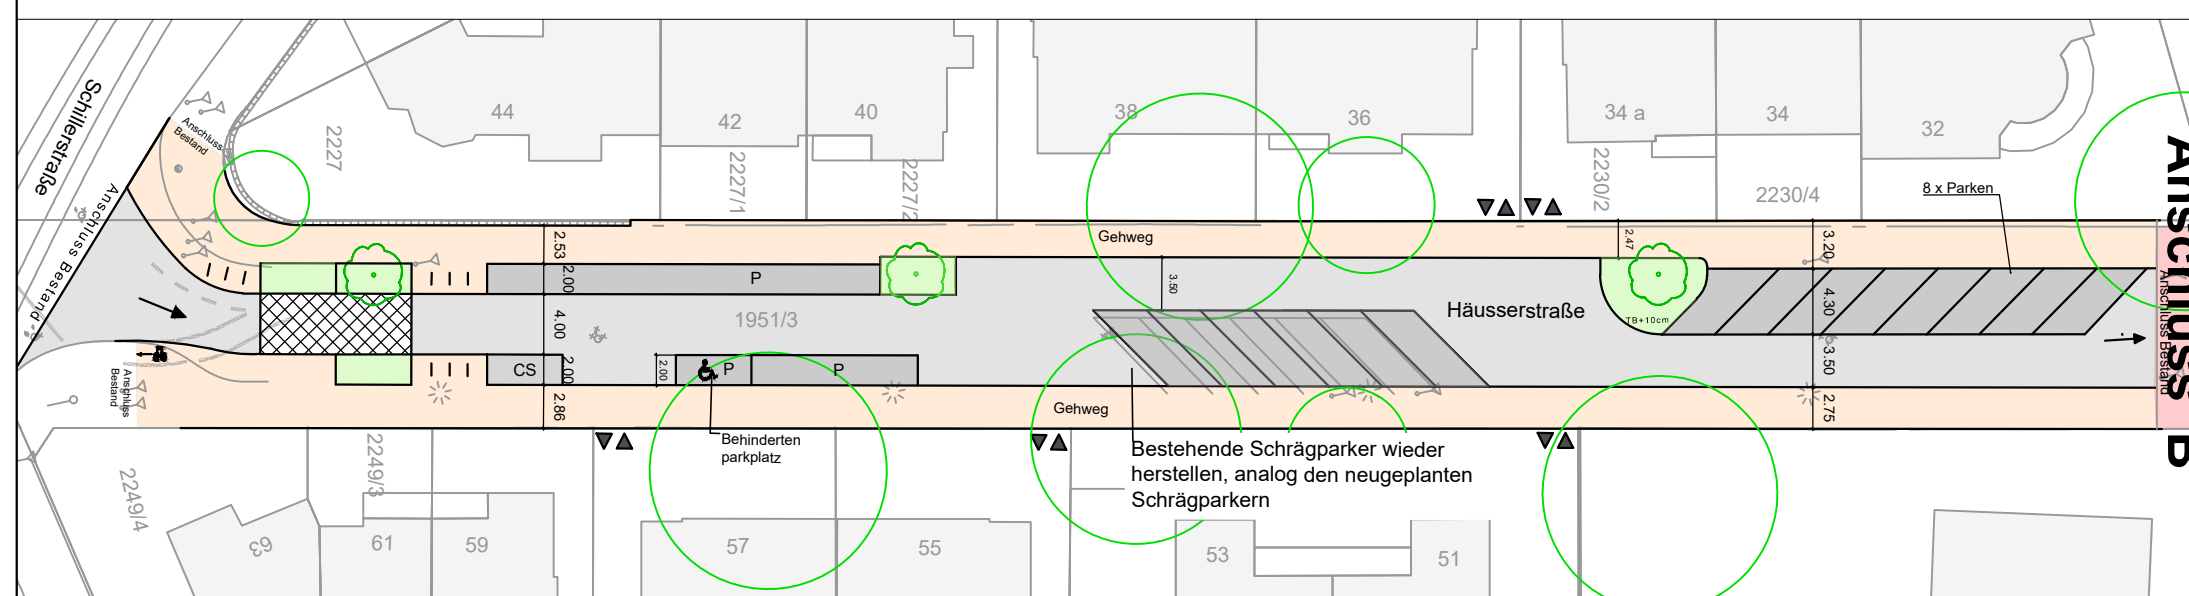 Schillerstraße
Anschluss
Bestand
Anschluss Bestand
Anschluss
Bestand
2227
44
42
40
38
36
34 a
34
32
2227/1
2227/2
2230/2
2230/4
8 x Parken
Anschluss B
Anschluss Bestand
2.53
2.00
4.00
2.00
2.86
P
Gehweg
3.50
2.47
3.20
4.30
3.50
2.75
TB+10cm
Häusserstraße
1951/3
CS
2.00
P
P
Gehweg
Behinderten
parkplatz
Bestehende Schrägparker wieder
herstellen, analog den neugeplanten
Schrägparkern
2249/4
2249/3
63
61
59
57
55
53
51